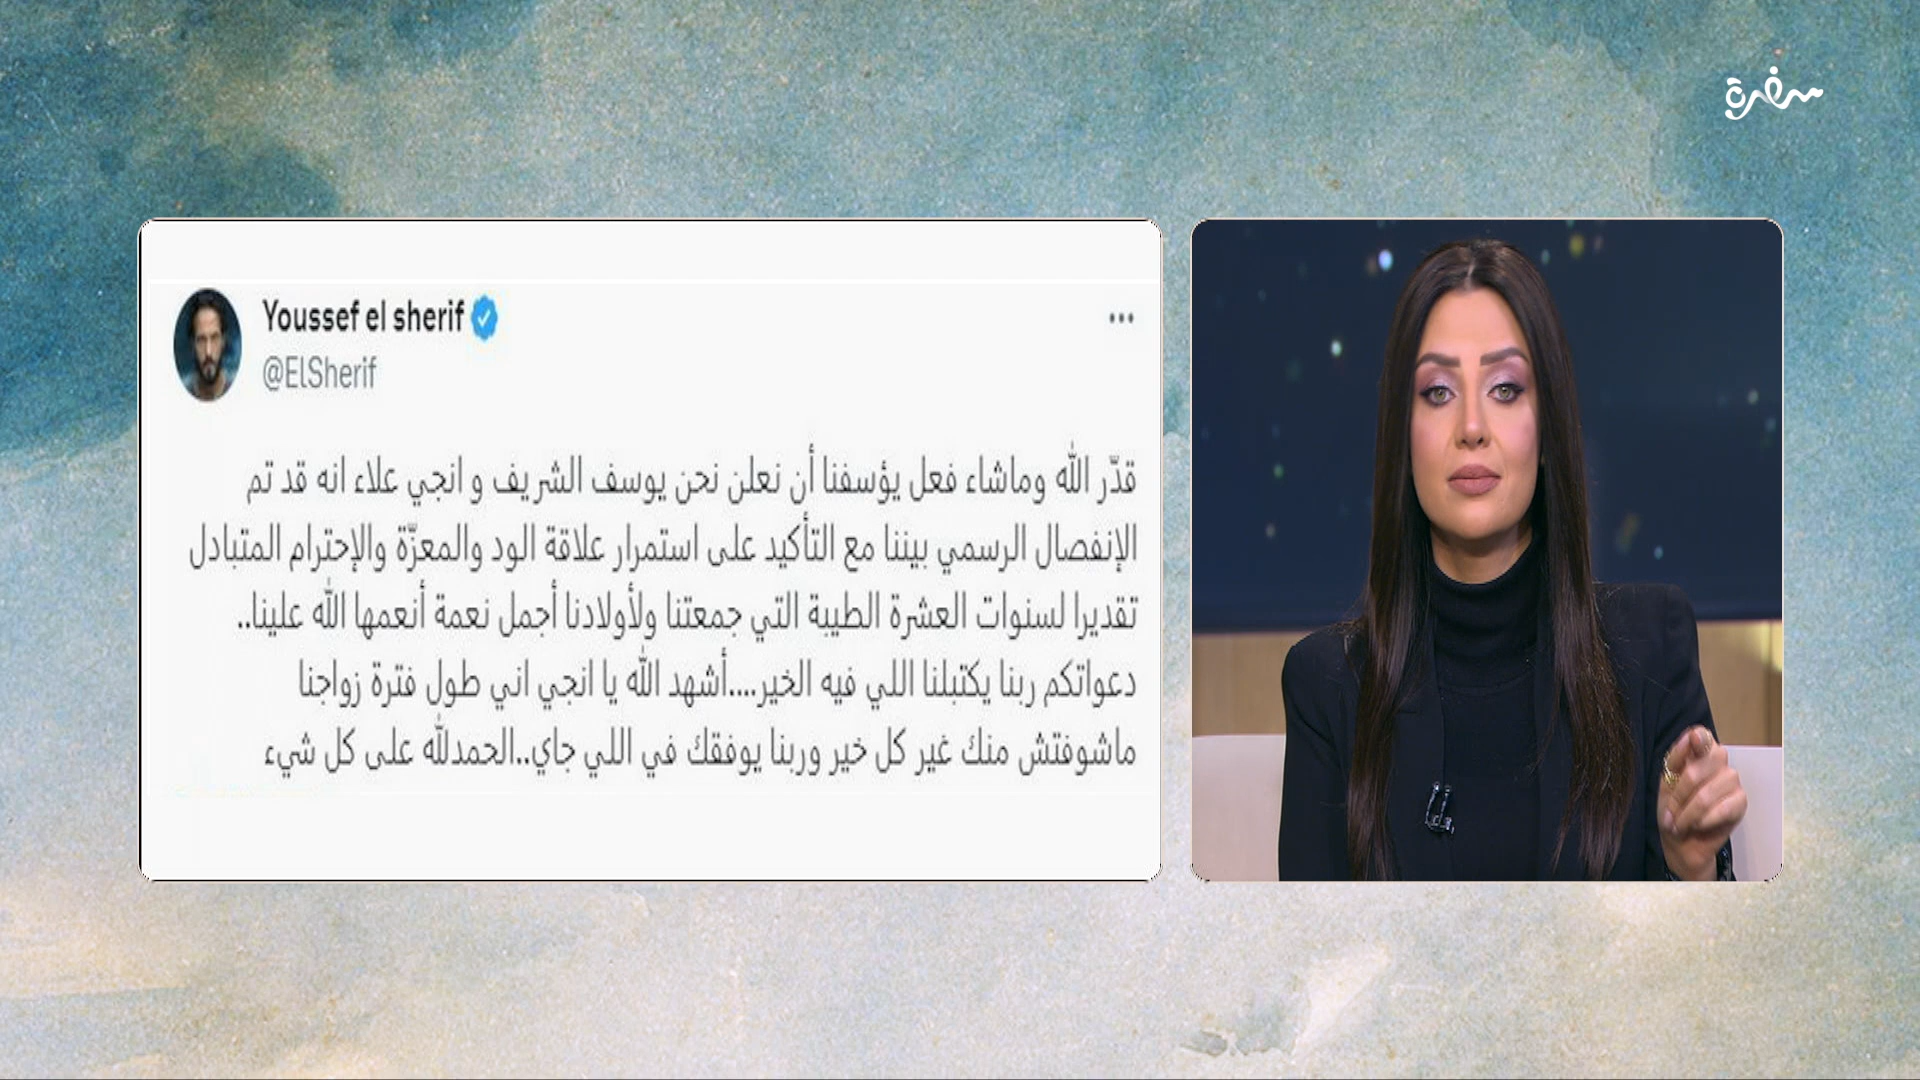 سفرة
Youssef el sherif
@ElSherif
قدّر الله وماشاء فعل يؤسفنا أن نعلن نحن يوسف الشريف و انجي علاء انه قد تم
الإنفصال الرسمي بيننا مع التأكيد على استمرار علاقة الود والمعزّة والإحترام المتبادل
تقديرا لسنوات العشرة الطيبة التي جمعتنا ولأولادنا أجمل نعمة أنعمها الله علينا..
دعواتكم ربنا يكتبلنا اللي فيه الخير....أشهد الله يا انجي اني طول فترة زواجنا
ماشوفتش منك غير كل خير وربنا يوفقك في اللي جاي..الحمدلله على كل شيء